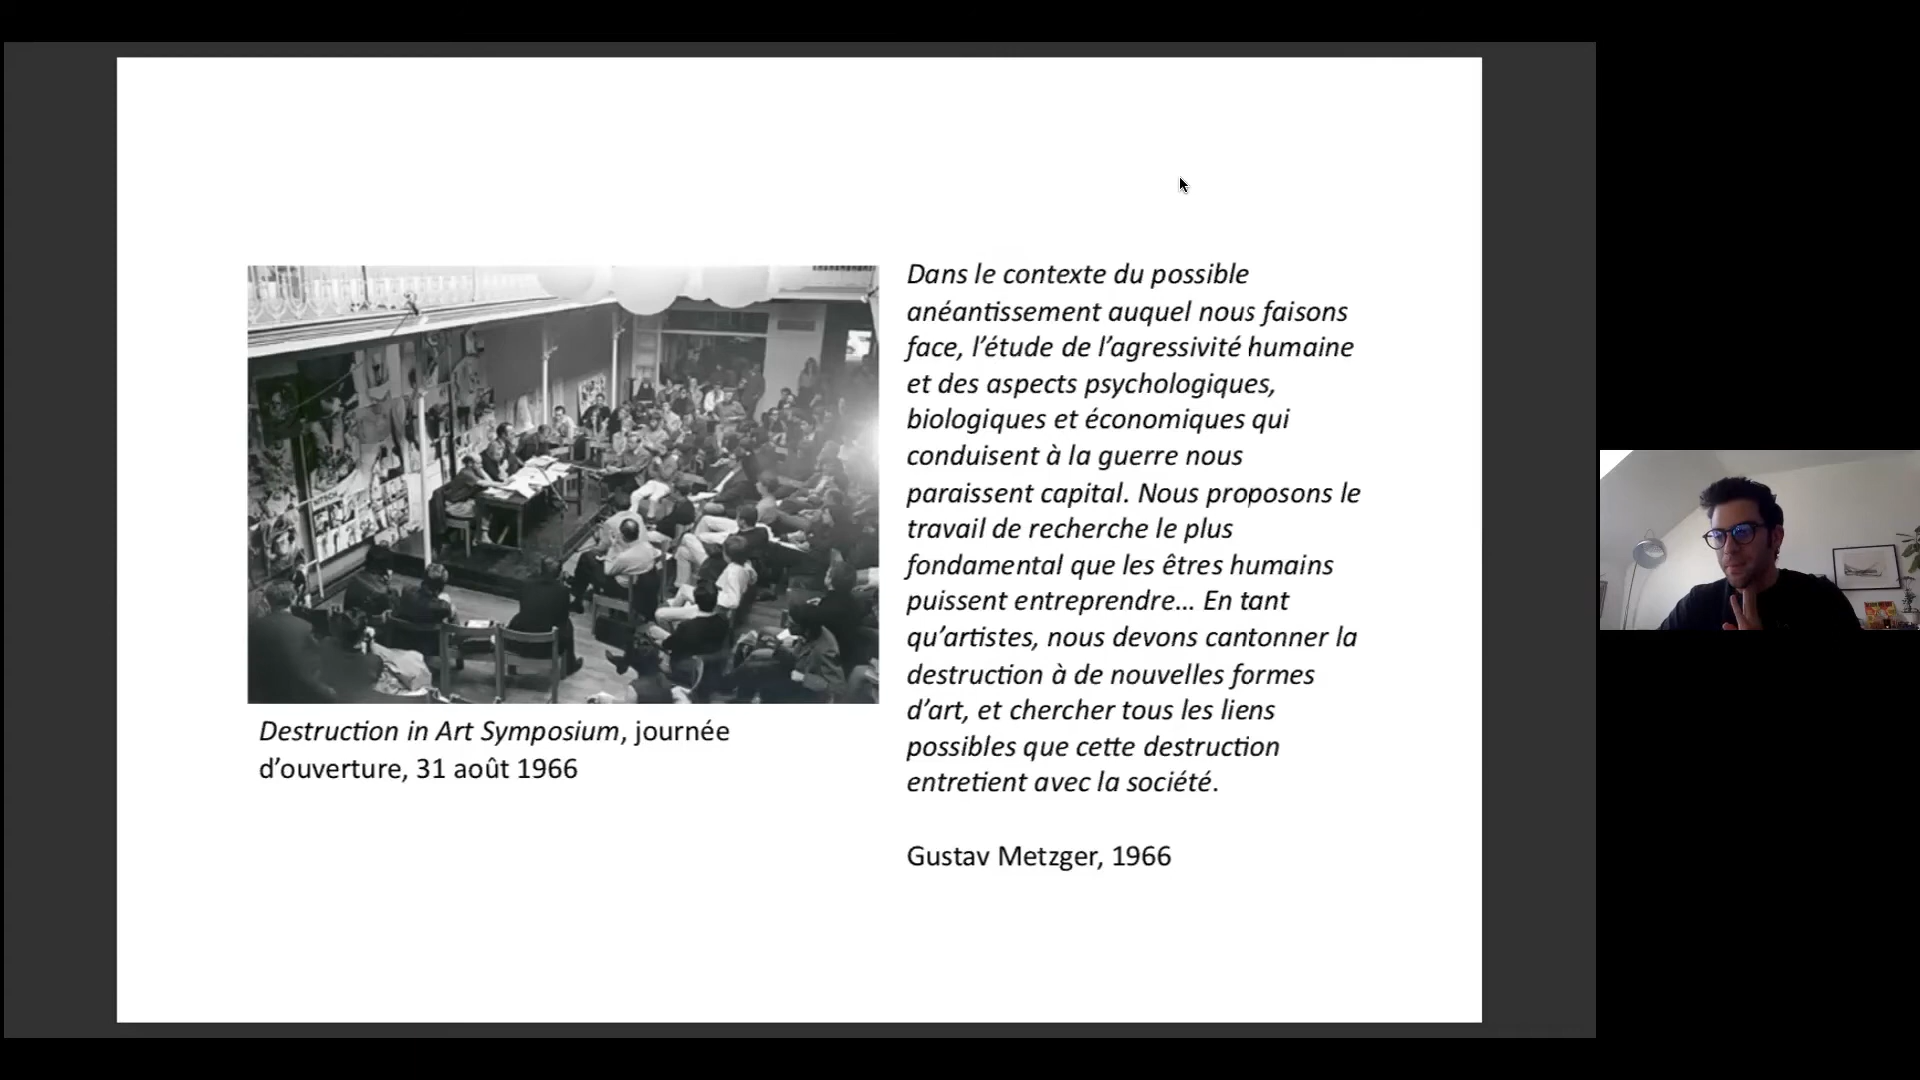 Dans le contexte du possible
anéantissement auquel nous faisons
face, l’étude de l’agressivité humaine
et des aspects psychologiques,
biologiques et économiques qui
conduisent à la guerre nous
paraissent capital. Nous proposons le
travail de recherche le plus
fondamental que les êtres humains
puissent entreprendre... En tant
qu’artistes, nous devons cantonner la
destruction à de nouvelles formes
d’art, et chercher tous les liens
possibles que cette destruction
entretient avec la société.
Gustav Metzger, 1966
NITSCH
Destruction in Art Symposium, journée
d’ouverture, 31 août 1966